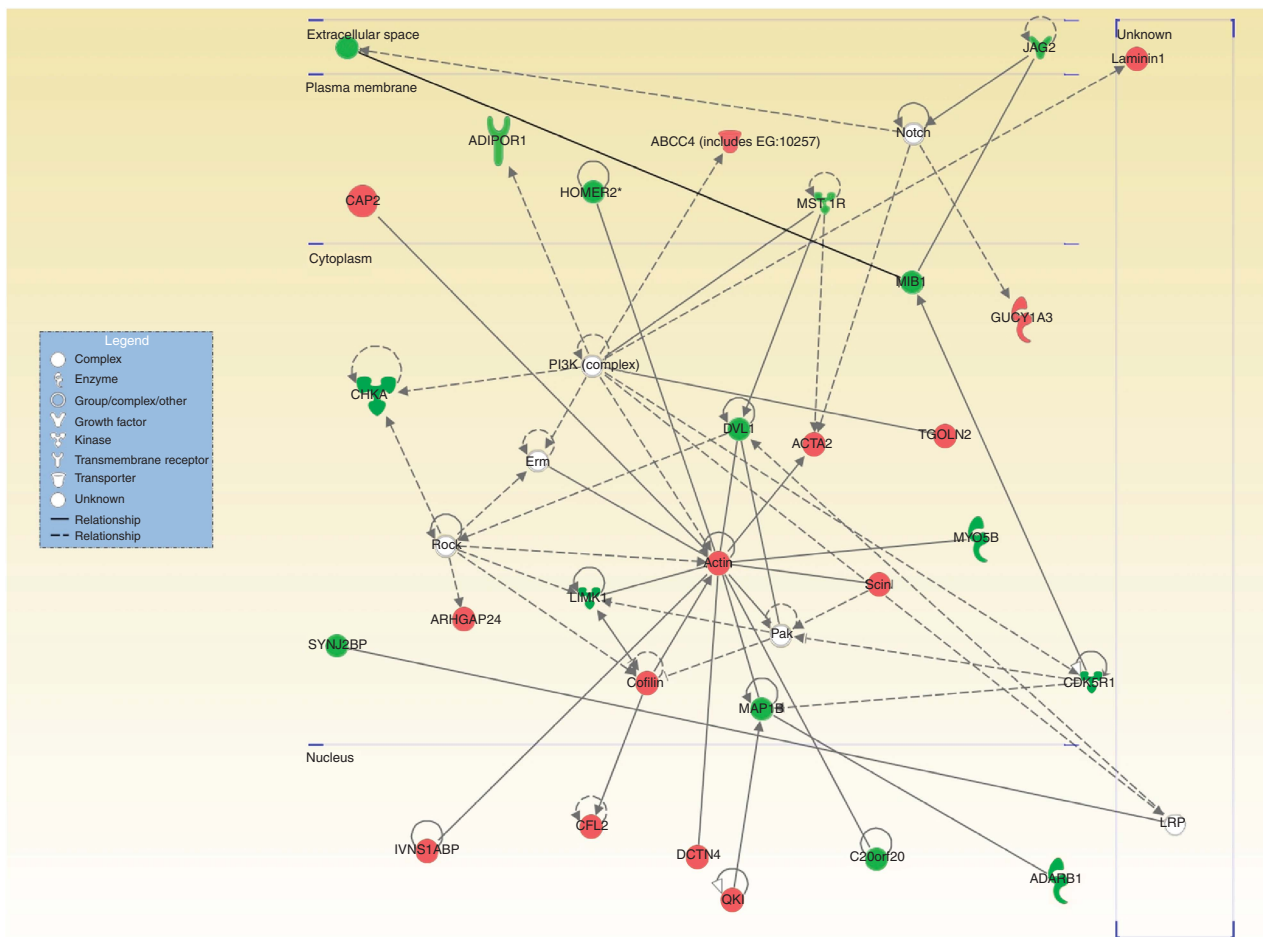 Extracellular space
JAG2
Unknown
Laminin1
Plasma membrane
ADIPOR1
ABCC4 (includes EG:10257)
Notch
CAP2
HOMER2*
MST1R
Cytoplasm
MIB1
GUCY1A3
Legend
Complex
Enzyme
Group/complex/other
Growth factor
Kinase
Transmembrane receptor
Transporter
Unknown
Relationship
Relationship
PI3K (complex)
CHKA
DVL1
ACTA2
TGOLN2
Erm
Rock
MYO5B
Actin
Scin
LIMK1
ARHGAP24
Pak
SYNJ2BP
Cofilin
MAP1B
CDK5R1
Nucleus
LRP
CFL2
IVNS1ABP
DCTN4
C20orf20
ADARB1
QKI